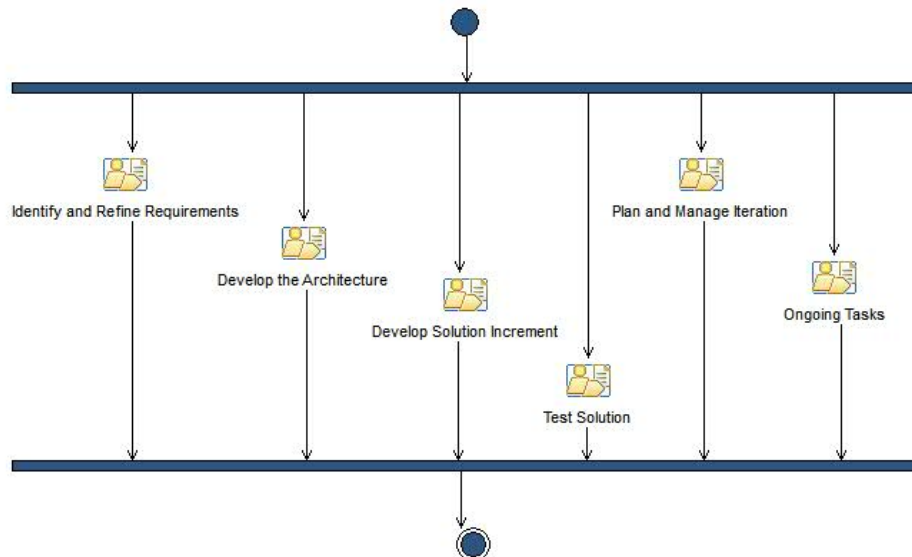 Identify and Refine Requirements
Plan and Manage Iteration
Develop the Architecture
Ongoing Tasks
Develop Solution Increment
Test Solution